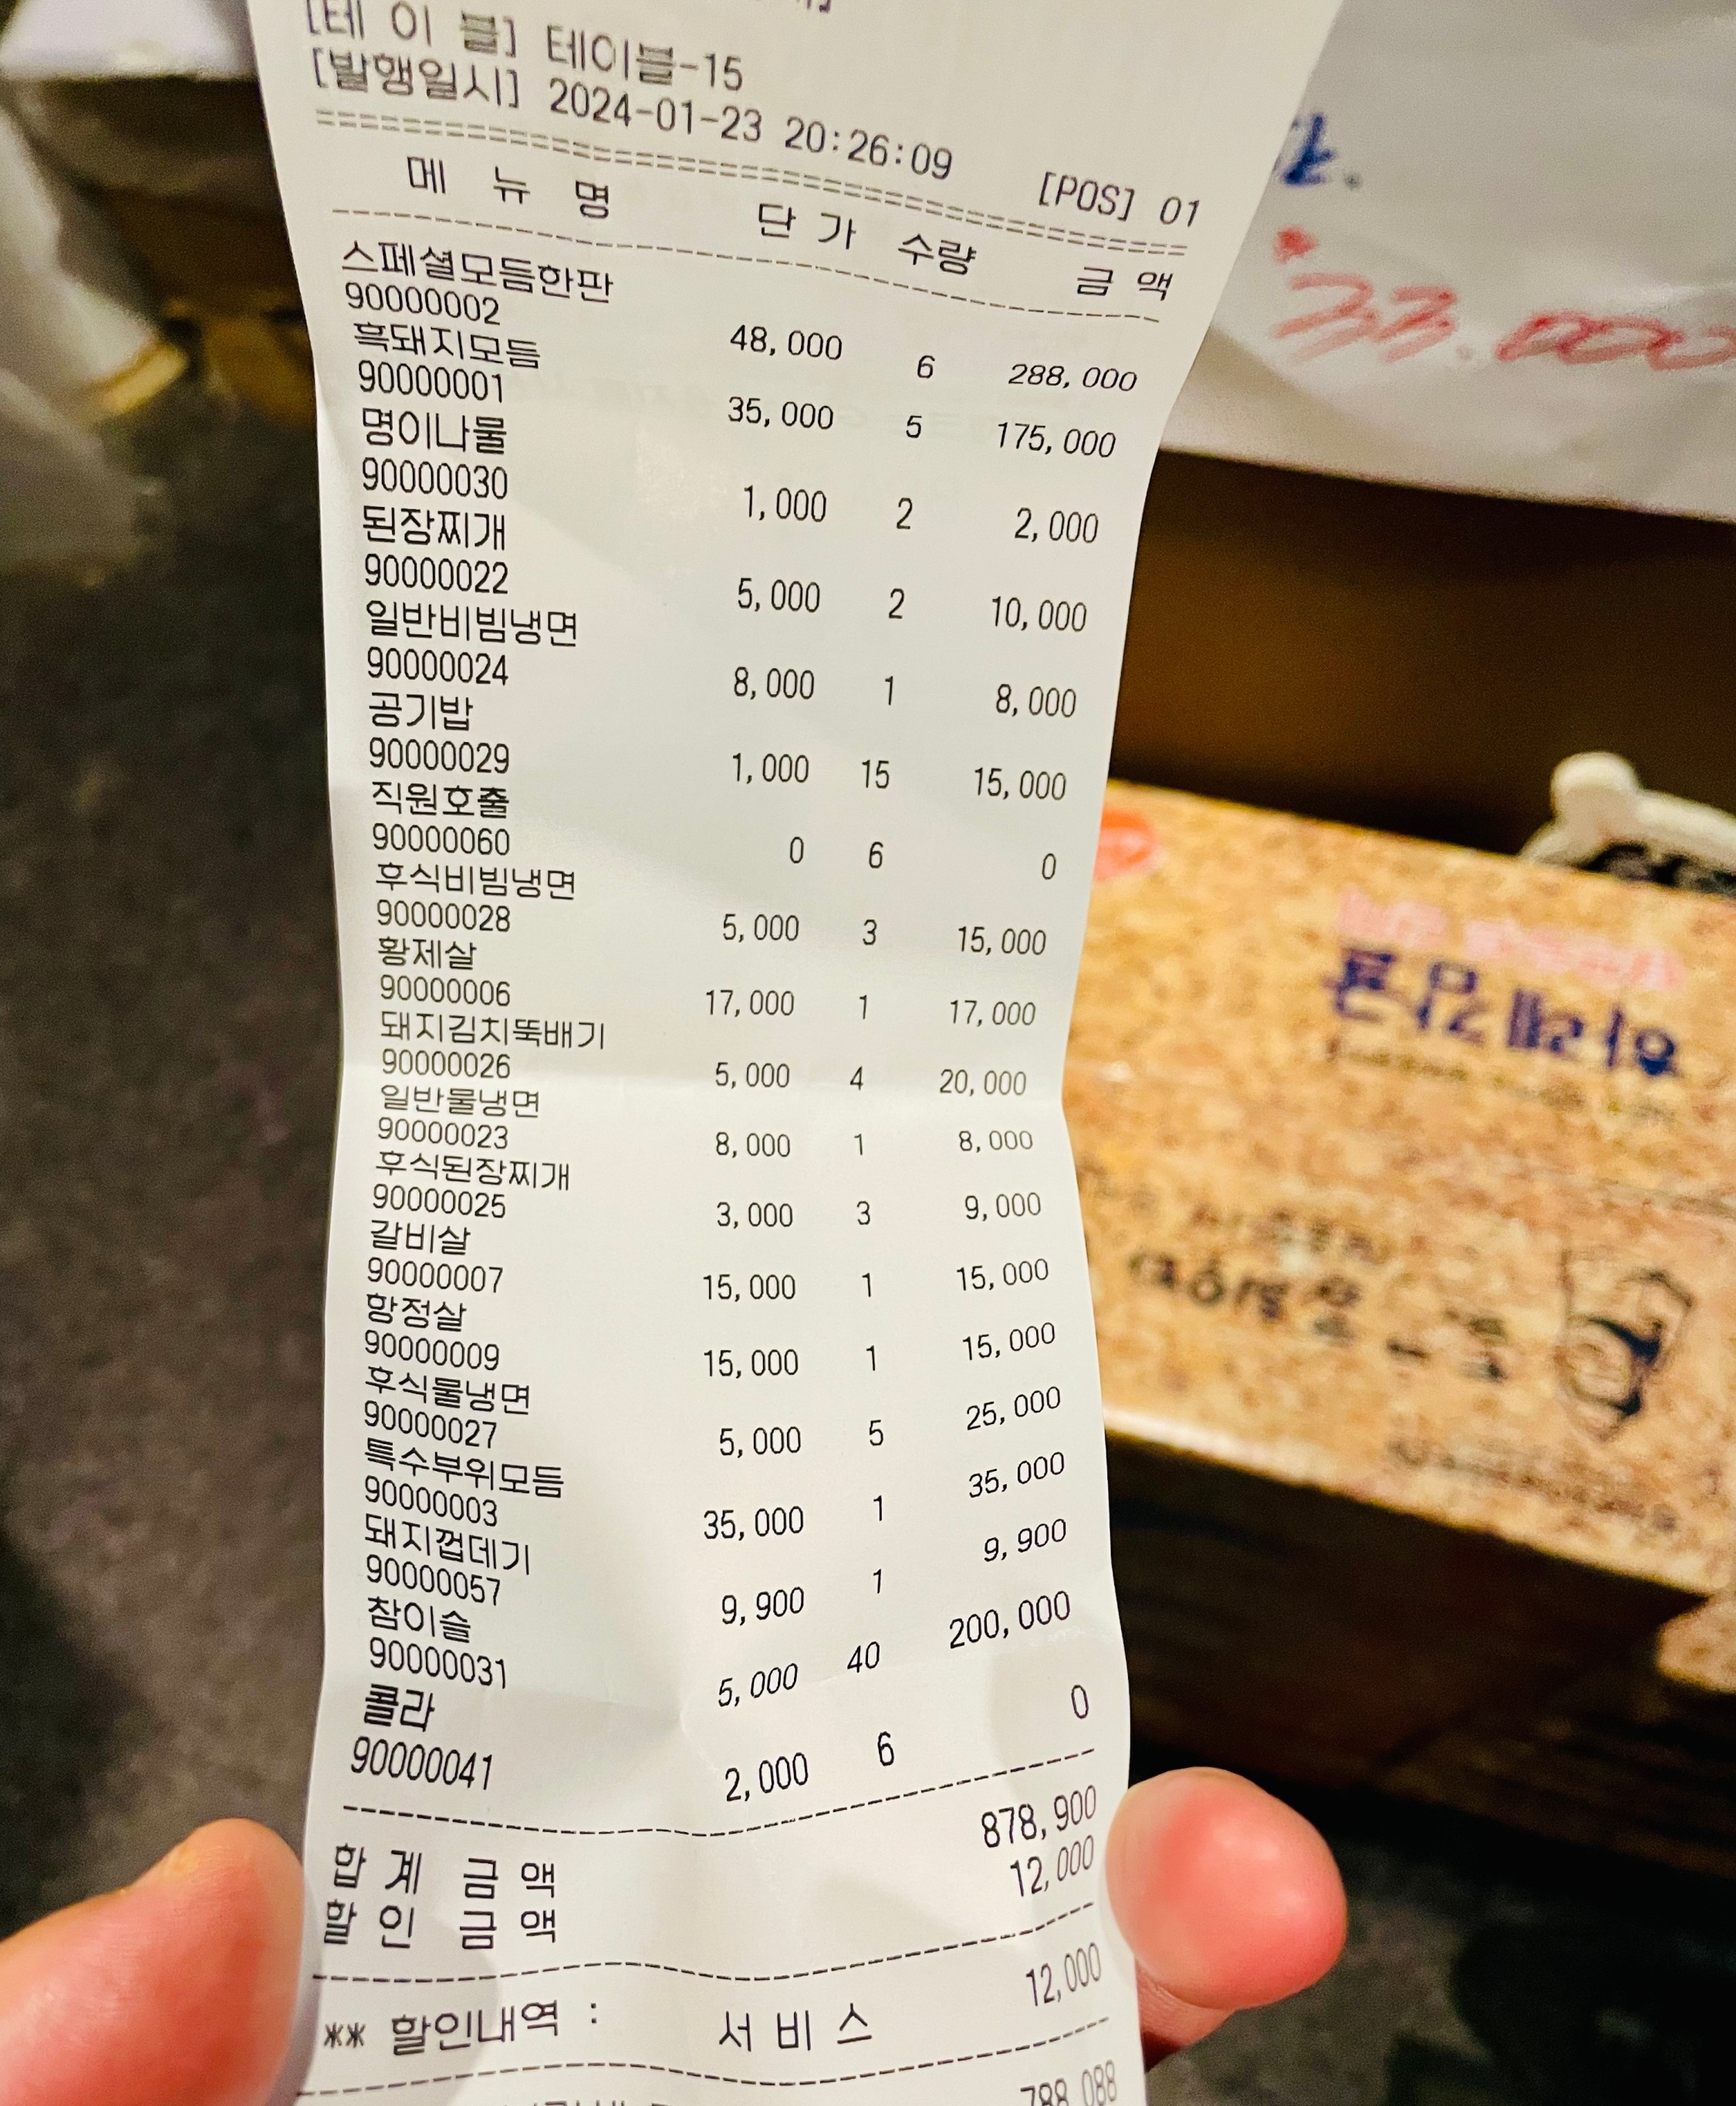 [테 이 블] 테이블-15
[발행일시] 2024-01-23 20:26:09 [POS] 01
메 뉴 명 단 가 수량 금 액
스페셜모듬한판
90000002 48,000 6 288,000
흑돼지모듬
90000001 35,000 5 175,000
명이나물
90000030 1,000 2 2,000
된장찌개
90000022 5,000 2 10,000
일반비빔냉면
90000024 8,000 1 8,000
공기밥
90000029 1,000 15 15,000
직원호출
90000060 0 6 0
후식비빔냉면
90000028 5,000 3 15,000
황제살
90000006 17,000 1 17,000
돼지김치뚝배기
90000026 5,000 4 20,000
일반물냉면
90000023 8,000 1 8,000
후식된장찌개
90000025 3,000 3 9,000
갈비살
90000007 15,000 1 15,000
항정살
90000009 15,000 1 15,000
후식물냉면
90000027 5,000 5 25,000
특수부위모듬
90000003 35,000 1 35,000
돼지껍데기
90000057 9,900 1 9,900
참이슬
90000031 5,000 40 200,000
콜라
90000041 2,000 6 0
합 계 금 액 878,900
할 인 금 액 12,000
** 할인내역 : 서 비 스 12,000
788,088
33.000